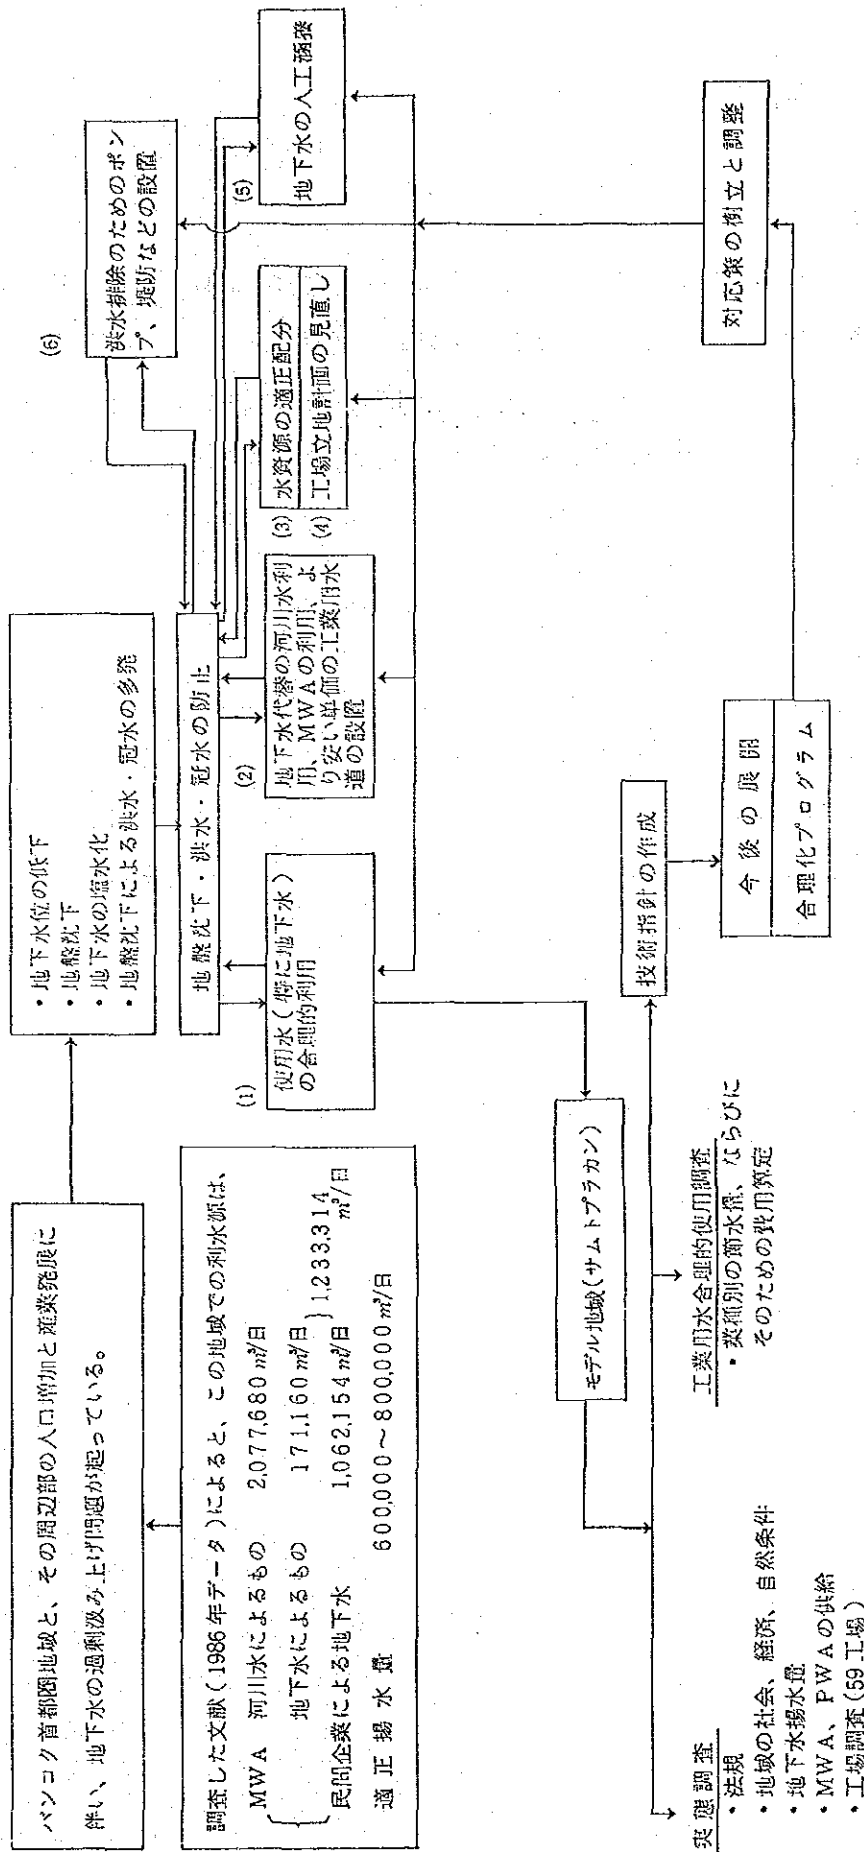 バンコク首都圏地域と、その周辺部の人口増加と産業発展に
伴い、地下水の過剰汲み上げ問題が起っている。
調査した文献(1986年データ)によると、この地域での利水源は、
MWA 河川水によるもの 2,077,680㎥/日
地下水によるもの 171,160㎥/日
民間企業による地下水 1,062,154㎥/日
}1,233,314
㎥/日
適正揚水量 600,000～800,000㎥/日
・地下水位の低下
・地盤沈下
・地下水の塩水化
・地盤沈下による洪水・冠水の多発
地盤沈下・洪水・冠水の防止
(1)
使用水(特に地下水)
の合理的利用
(2)
地下水代替の河川水利
用、MWAの利用、よ
り安い単価の工業用水
道の設置
(3) 水資源の適正配分
(4) 工場立地計画の見直し
(5)
地下水の人工涵養
(6)
洪水排除のためのポン
プ、堤防などの設置
モデル地域(サムトプラカン)
実態調査
・法規
・地域の社会、経済、自然条件
・地下水揚水量
・MWA、PWAの供給
・工場調査(59工場)
工業用水合理的使用調査
・業種別の節水量、ならびに
そのための費用算定
技術指針の作成
今後の展開
合理化プログラム
対応策の樹立と調整